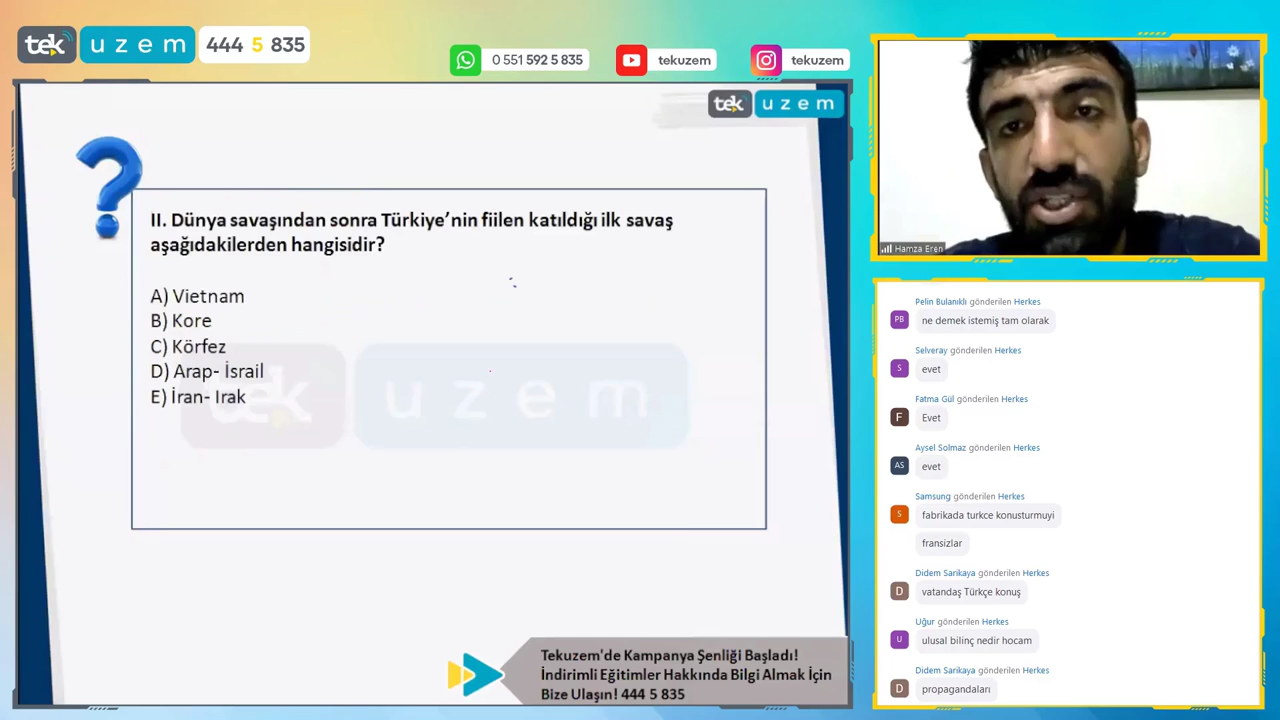 tek uzem 444 5 835
0 551 592 5 835
tekuzem
tekuzem
tek uzem
II. Dünya savaşından sonra Türkiye’nin fiilen katıldığı ilk savaş
aşağıdakilerden hangisidir?
A) Vietnam
B) Kore
C) Körfez
D) Arap- İsrail
E) İran- Irak
tek uzem
Tekuzem'de Kampanya Şenliği Başladı!
İndirimli Eğitimler Hakkında Bilgi Almak İçin
Bize Ulaşın! 444 5 835
Hamza Eren
Pelin Bulanıklı gönderilen Herkes
PB ne demek istemiş tam olarak
Selveray gönderilen Herkes
S evet
Fatma Gül gönderilen Herkes
F Evet
Aysel Solmaz gönderilen Herkes
AS evet
Samsung gönderilen Herkes
S fabrikada turkce konusturmuyi
fransizlar
Didem Sarikaya gönderilen Herkes
D vatandaş Türkçe konuş
Uğur gönderilen Herkes
U ulusal bilinç nedir hocam
Didem Sarikaya gönderilen Herkes
D propagandaları